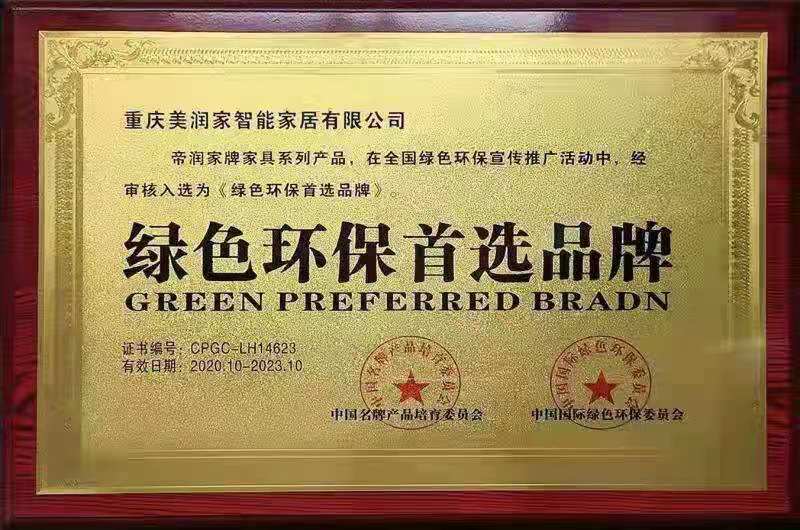 重庆美润家智能家居有限公司
帝润家牌家具系列产品，在全国绿色环保宣传推广活动中，经
审核入选为《绿色环保首选品牌》。
绿色环保首选品牌
GREEN PREFERRED BRADN
证书编号：CPGC-LH14623
有效日期：2020.10-2023.10
中国名牌产品培育委员会
中国国际绿色环保委员会
中国名牌产品培育委员会
中国国际绿色环保委员会